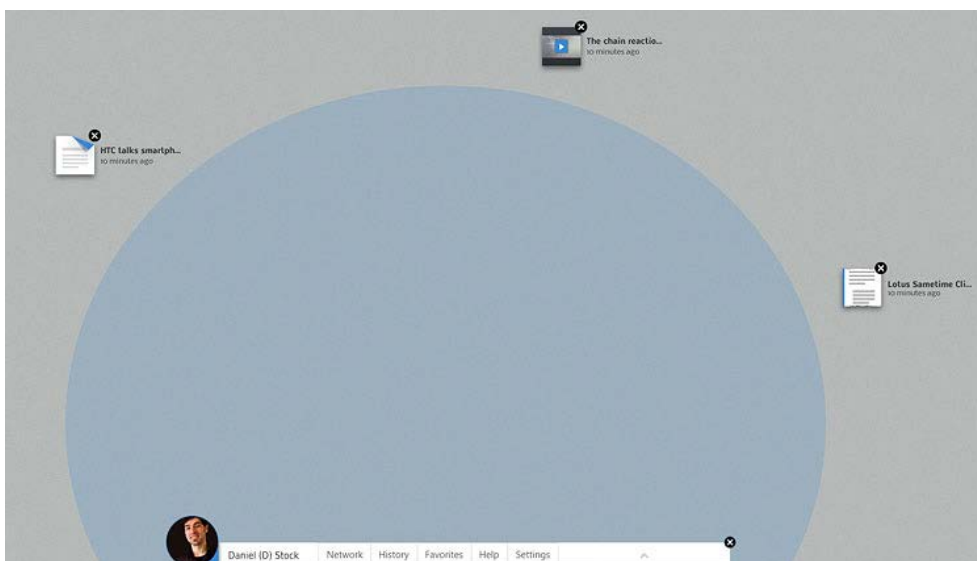 The chain reactio...
10 minutes ago
HTC talks smartph...
10 minutes ago
Lotus Sametime Cli...
10 minutes ago
Daniel (D) Stock
Network
History
Favorites
Help
Settings